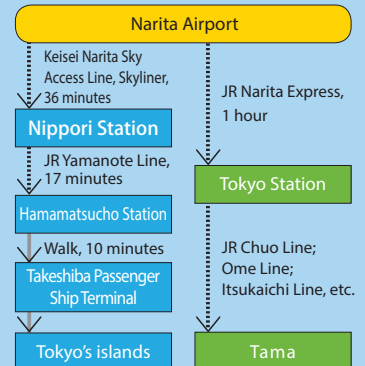 Narita Airport
Keisei Narita Sky
Access Line, Skyliner,
36 minutes
Nippori Station
JR Yamanote Line,
17 minutes
Hamamatsucho Station
Walk, 10 minutes
Takeshiba Passenger
Ship Terminal
Tokyo's islands
JR Narita Express,
1 hour
Tokyo Station
JR Chuo Line;
Ome Line;
Itsukaichi Line, etc.
Tama